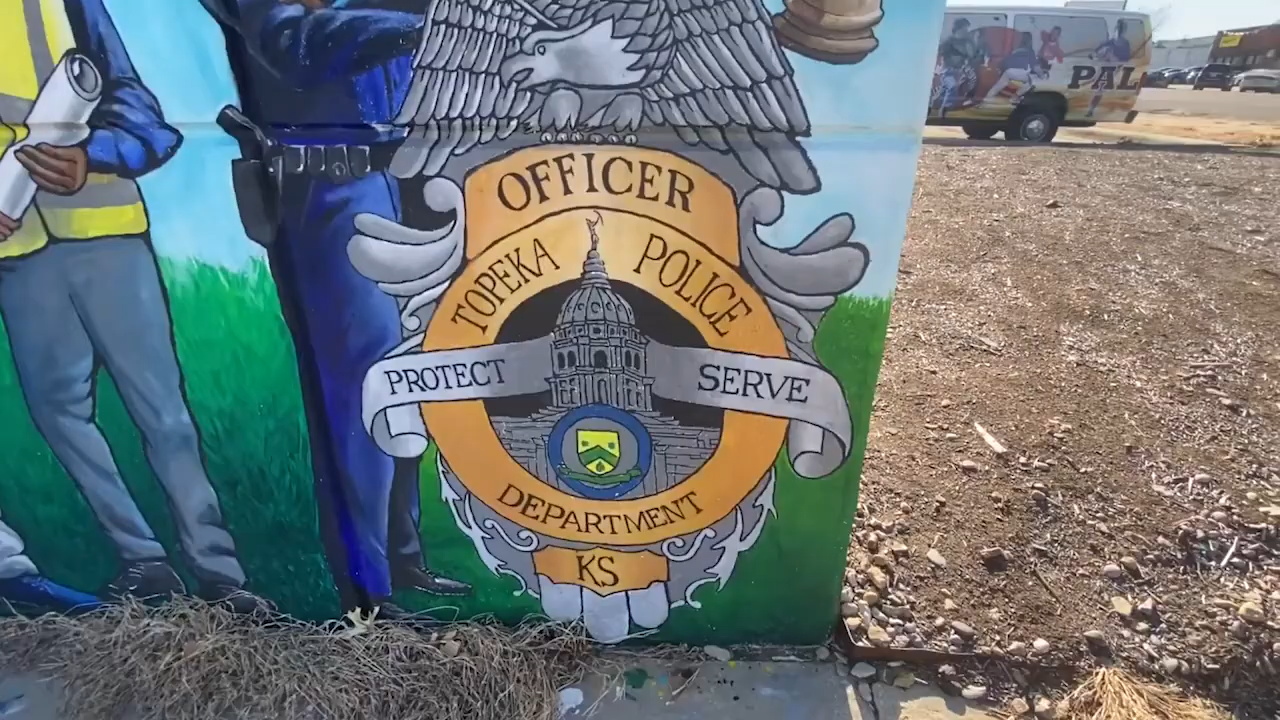 OFFICER
TOPEKA POLICE
PROTECT SERVE
DEPARTMENT
KS
PAL